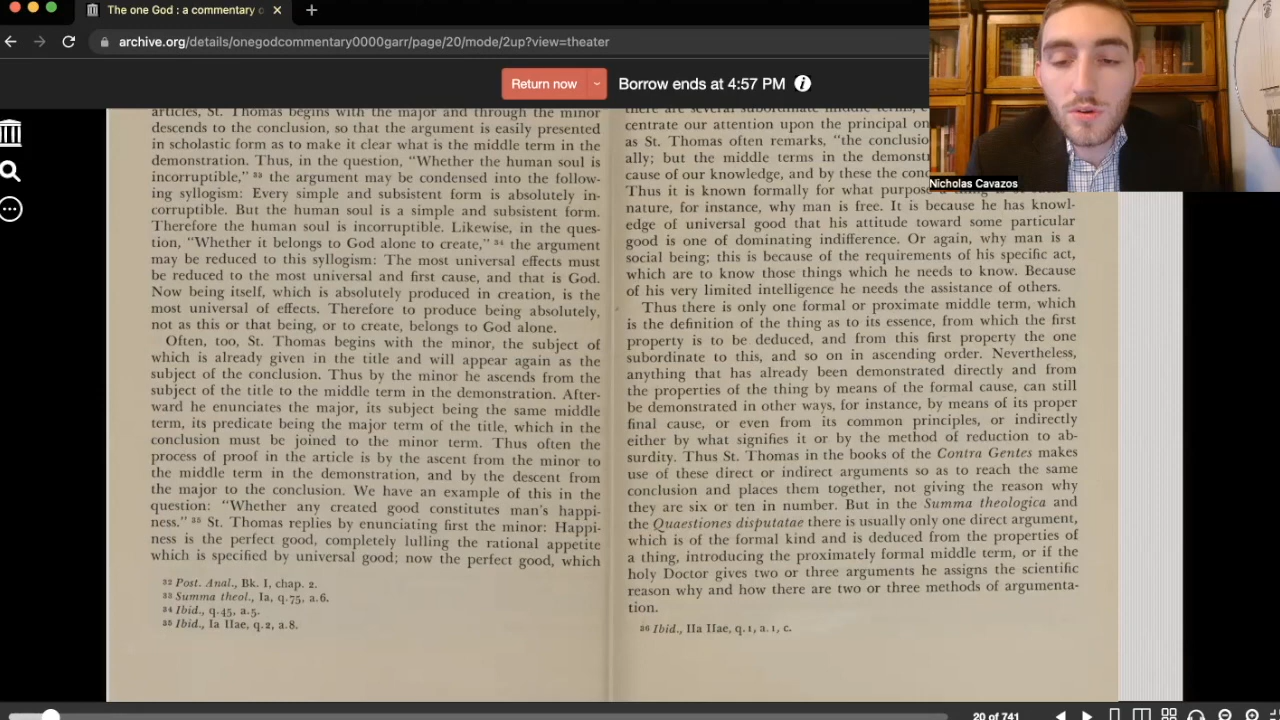 The one God : a commentary o
archive.org/details/onegodcommentary0000garr/page/20/mode/2up?view=theater
Return now
Borrow ends at 4:57 PM
Nicholas Cavazos
articles, St. Thomas begins with the major and through the minor
descends to the conclusion, so that the argument is easily presented
in scholastic form as to make it clear what is the middle term in the
demonstration. Thus, in the question, “Whether the human soul is
incorruptible,” 33 the argument may be condensed into the follow-
ing syllogism: Every simple and subsistent form is absolutely in-
corruptible. But the human soul is a simple and subsistent form.
Therefore the human soul is incorruptible. Likewise, in the ques-
tion, “Whether it belongs to God alone to create,” 34 the argument
may be reduced to this syllogism: The most universal effects must
be reduced to the most universal and first cause, and that is God.
Now being itself, which is absolutely produced in creation, is the
most universal of effects. Therefore to produce being absolutely,
not as this or that being, or to create, belongs to God alone.
Often, too, St. Thomas begins with the minor, the subject of
which is already given in the title and will appear again as the
subject of the conclusion. Thus by the minor he ascends from the
subject of the title to the middle term in the demonstration. After-
ward he enunciates the major, its subject being the same middle
term, its predicate being the major term of the title, which in the
conclusion must be joined to the minor term. Thus often the
process of proof in the article is by the ascent from the minor to
the middle term in the demonstration, and by the descent from
the major to the conclusion. We have an example of this in the
question: “Whether any created good constitutes man’s happi-
ness.” 35 St. Thomas replies by enunciating first the minor: Happi-
ness is the perfect good, completely lulling the rational appetite
which is specified by universal good; now the perfect good, which
32 Post. Anal., Bk. I, chap. 2.
33 Summa theol., Ia, q.75, a.6.
34 Ibid., q.45, a.5.
35 Ibid., Ia IIae, q.2, a.8.
there are several subordinate middle terms,
centrate our attention upon the principal on
as St. Thomas often remarks, “the conclusio
ally; but the middle terms in the demonst
cause of our knowledge, and by these the con
Thus it is known formally for what purpos
nature, for instance, why man is free. It is because he has knowl-
edge of universal good that his attitude toward some particular
good is one of dominating indifference. Or again, why man is a
social being; this is because of the requirements of his specific act,
which are to know those things which he needs to know. Because
of his very limited intelligence he needs the assistance of others.
Thus there is only one formal or proximate middle term, which
is the definition of the thing as to its essence, from which the first
property is to be deduced, and from this first property the one
subordinate to this, and so on in ascending order. Nevertheless,
anything that has already been demonstrated directly and from
the properties of the thing by means of the formal cause, can still
be demonstrated in other ways, for instance, by means of its proper
final cause, or even from its common principles, or indirectly
either by what signifies it or by the method of reduction to ab-
surdity. Thus St. Thomas in the books of the Contra Gentes makes
use of these direct or indirect arguments so as to reach the same
conclusion and places them together, not giving the reason why
they are six or ten in number. But in the Summa theologica and
the Quaestiones disputatae there is usually only one direct argument,
which is of the formal kind and is deduced from the properties of
a thing, introducing the proximately formal middle term, or if the
holy Doctor gives two or three arguments he assigns the scientific
reason why and how there are two or three methods of argumenta-
tion.
36 Ibid., IIa IIae, q.1, a.1, c.
20 of 741